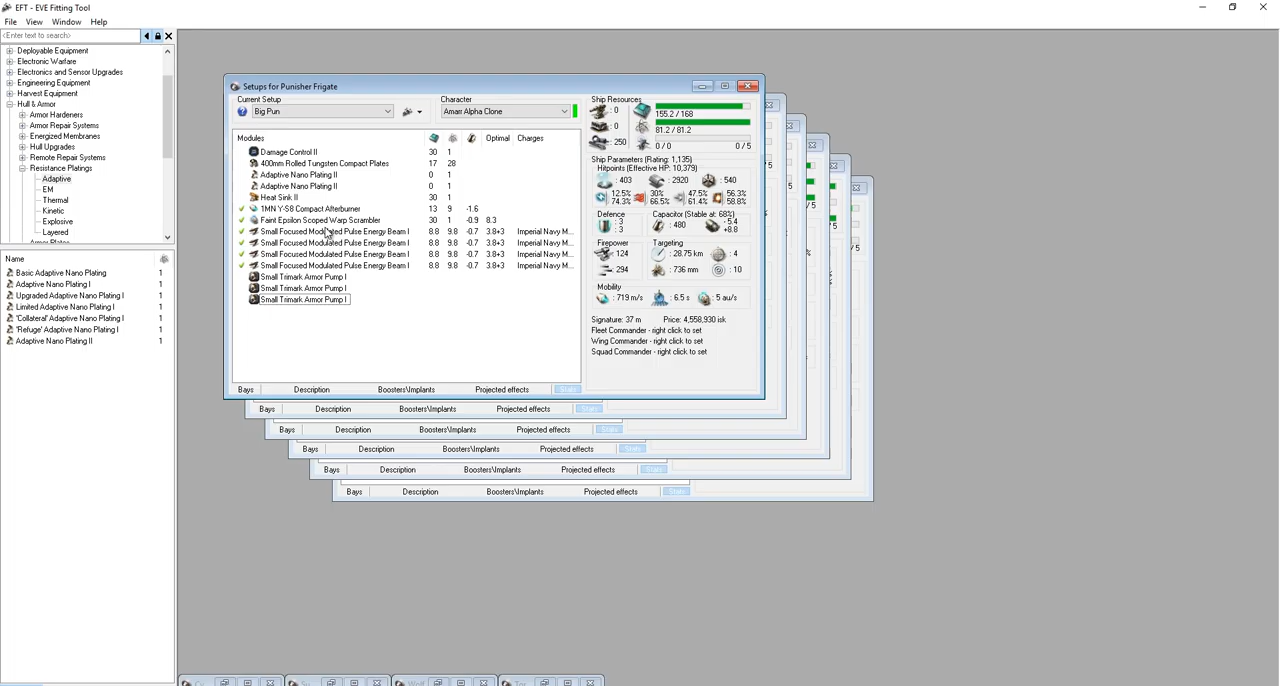 EFT - EVE Fitting Tool
File View Window Help
<Enter text to search>
Deployable Equipment
Electronic Warfare
Electronics and Sensor Upgrades
Engineering Equipment
Harvest Equipment
Hull & Armor
Armor Hardeners
Armor Repair Systems
Energized Membranes
Hull Upgrades
Remote Repair Systems
Resistance Platings
Adaptive
EM
Thermal
Kinetic
Explosive
Layered
Name
Basic Adaptive Nano Plating 1
Adaptive Nano Plating I 1
Upgraded Adaptive Nano Plating I 1
Limited Adaptive Nano Plating I 1
'Collateral' Adaptive Nano Plating I 1
'Refuge' Adaptive Nano Plating I 1
Adaptive Nano Plating II 1
Setups for Punisher Frigate
Current Setup
Big Pun
Character
Amarr Alpha Clone
Modules Optimal Charges
Damage Control II 30 1
400mm Rolled Tungsten Compact Plates 17 28
Adaptive Nano Plating II 0 1
Adaptive Nano Plating II 0 1
Heat Sink II 30 1
1MN Y-S8 Compact Afterburner 13 9 -1.6
Faint Epsilon Scoped Warp Scrambler 30 1 -0.9 8.3
Small Focused Modulated Pulse Energy Beam I 8.8 9.8 -0.7 3.8+3 Imperial Navy M...
Small Focused Modulated Pulse Energy Beam I 8.8 9.8 -0.7 3.8+3 Imperial Navy M...
Small Focused Modulated Pulse Energy Beam I 8.8 9.8 -0.7 3.8+3 Imperial Navy M...
Small Focused Modulated Pulse Energy Beam I 8.8 9.8 -0.7 3.8+3 Imperial Navy M...
Small Trimark Armor Pump I
Small Trimark Armor Pump I
Small Trimark Armor Pump I
Ship Resources
: 0 155.2 / 168
: 0 81.2 / 81.2
: 250 0 / 0 0 / 5
Ship Parameters (Rating: 1,135)
Hitpoints (Effective HP: 10,379)
: 403 : 2920 : 540
12.5% 30% 47.5% 56.3%
74.3% 66.5% 61.4% 58.8%
Defence Capacitor (Stable at: 68%)
: 3 : 480 -5.4
: 3 +8.8
Firepower Targeting
: 124 : 28.75 km : 4
: 294 : 736 mm : 10
Mobility
: 719 m/s : 6.5 s : 5 au/s
Signature: 37 m Price: 4,558,930 isk
Fleet Commander - right click to set
Wing Commander - right click to set
Squad Commander - right click to set
Bays Description Boosters\Implants Projected effects Stats
Bays Description Boosters\Implants Projected effects Stats
Bays Description Boosters\Implants Projected effects Stats
Bays Description Boosters\Implants Projected effects Stats
Bays Description Boosters\Implants Projected effects Stats
Bays Description Boosters\Implants Projected effects Stats